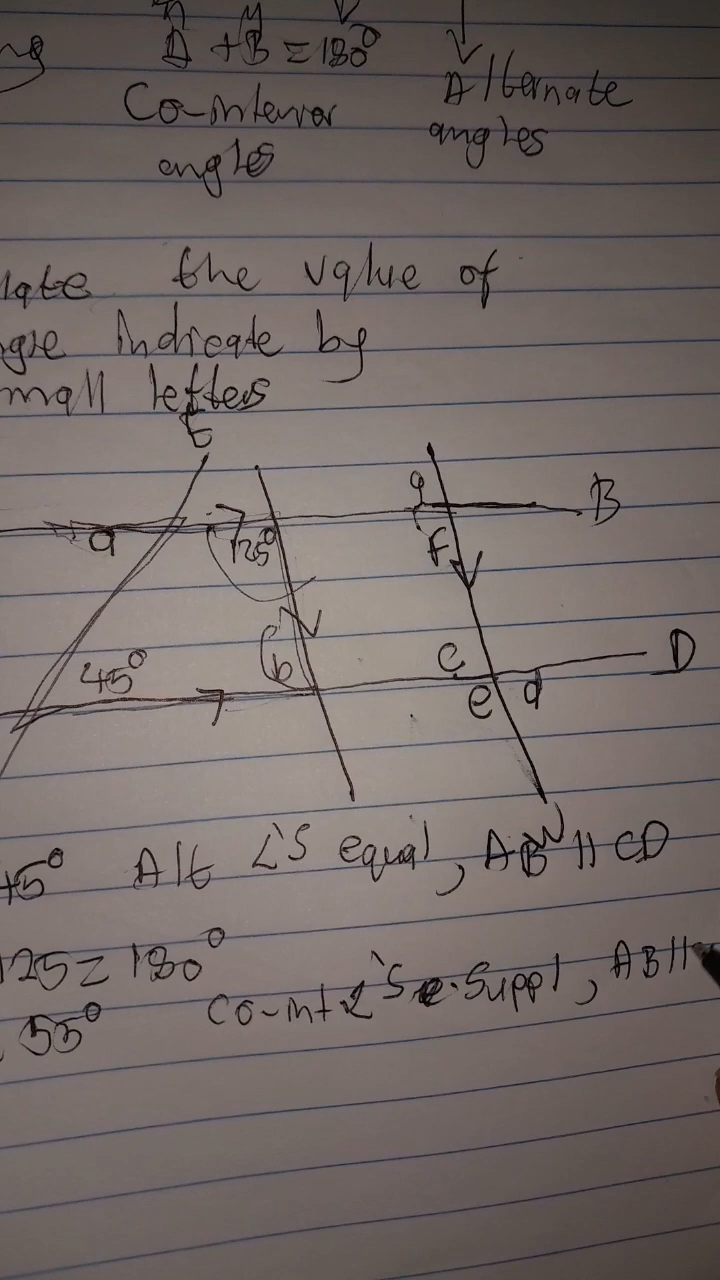 A + B = 180°
Co-interior
angles
Alternate
angles
the value of
indicate by
letters
E
B
a
125°
g
f
45°
b
c
D
e
d
45° Alt L'S equal, AB || CD
125 = 180°
55° Co-int L'S Suppl, AB ||